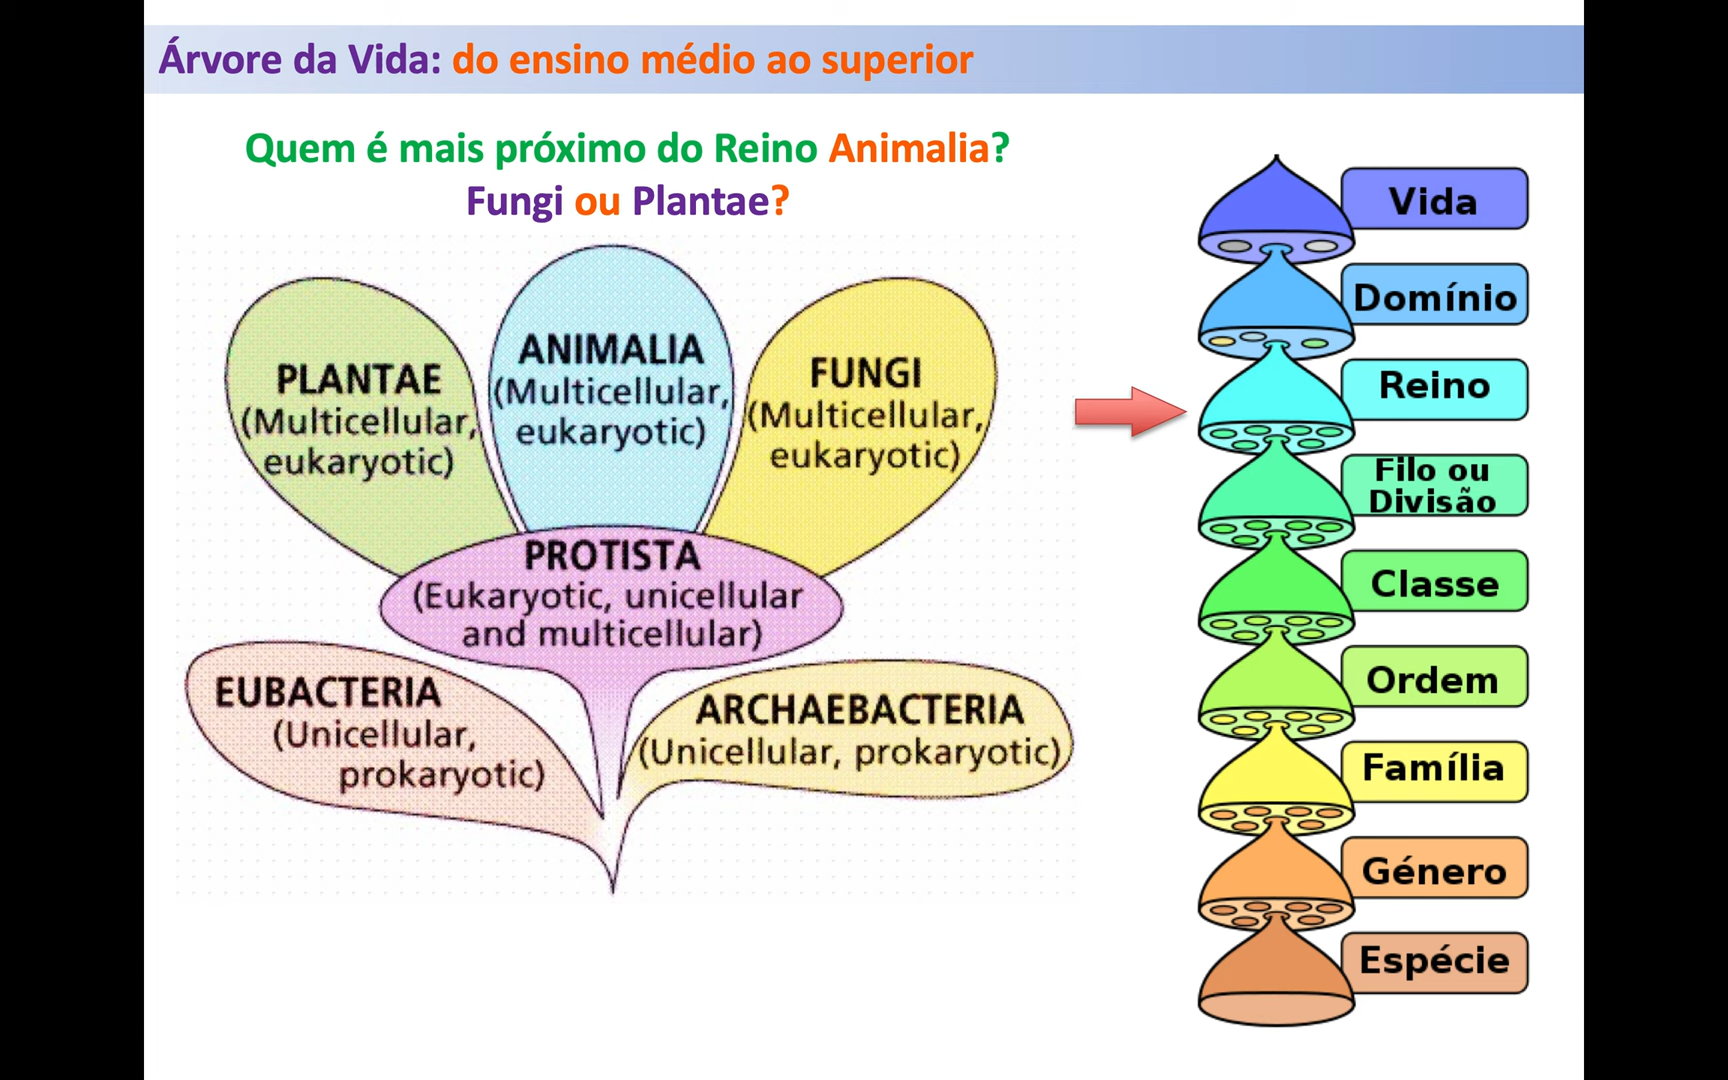 Árvore da Vida: do ensino médio ao superior
Quem é mais próximo do Reino Animalia?
Fungi ou Plantae?
PLANTAE
(Multicellular,
eukaryotic)
ANIMALIA
(Multicellular,
eukaryotic)
FUNGI
(Multicellular,
eukaryotic)
PROTISTA
(Eukaryotic, unicellular
and multicellular)
EUBACTERIA
(Unicellular,
prokaryotic)
ARCHAEBACTERIA
(Unicellular, prokaryotic)
Vida
Domínio
Reino
Filo ou
Divisão
Classe
Ordem
Família
Género
Espécie